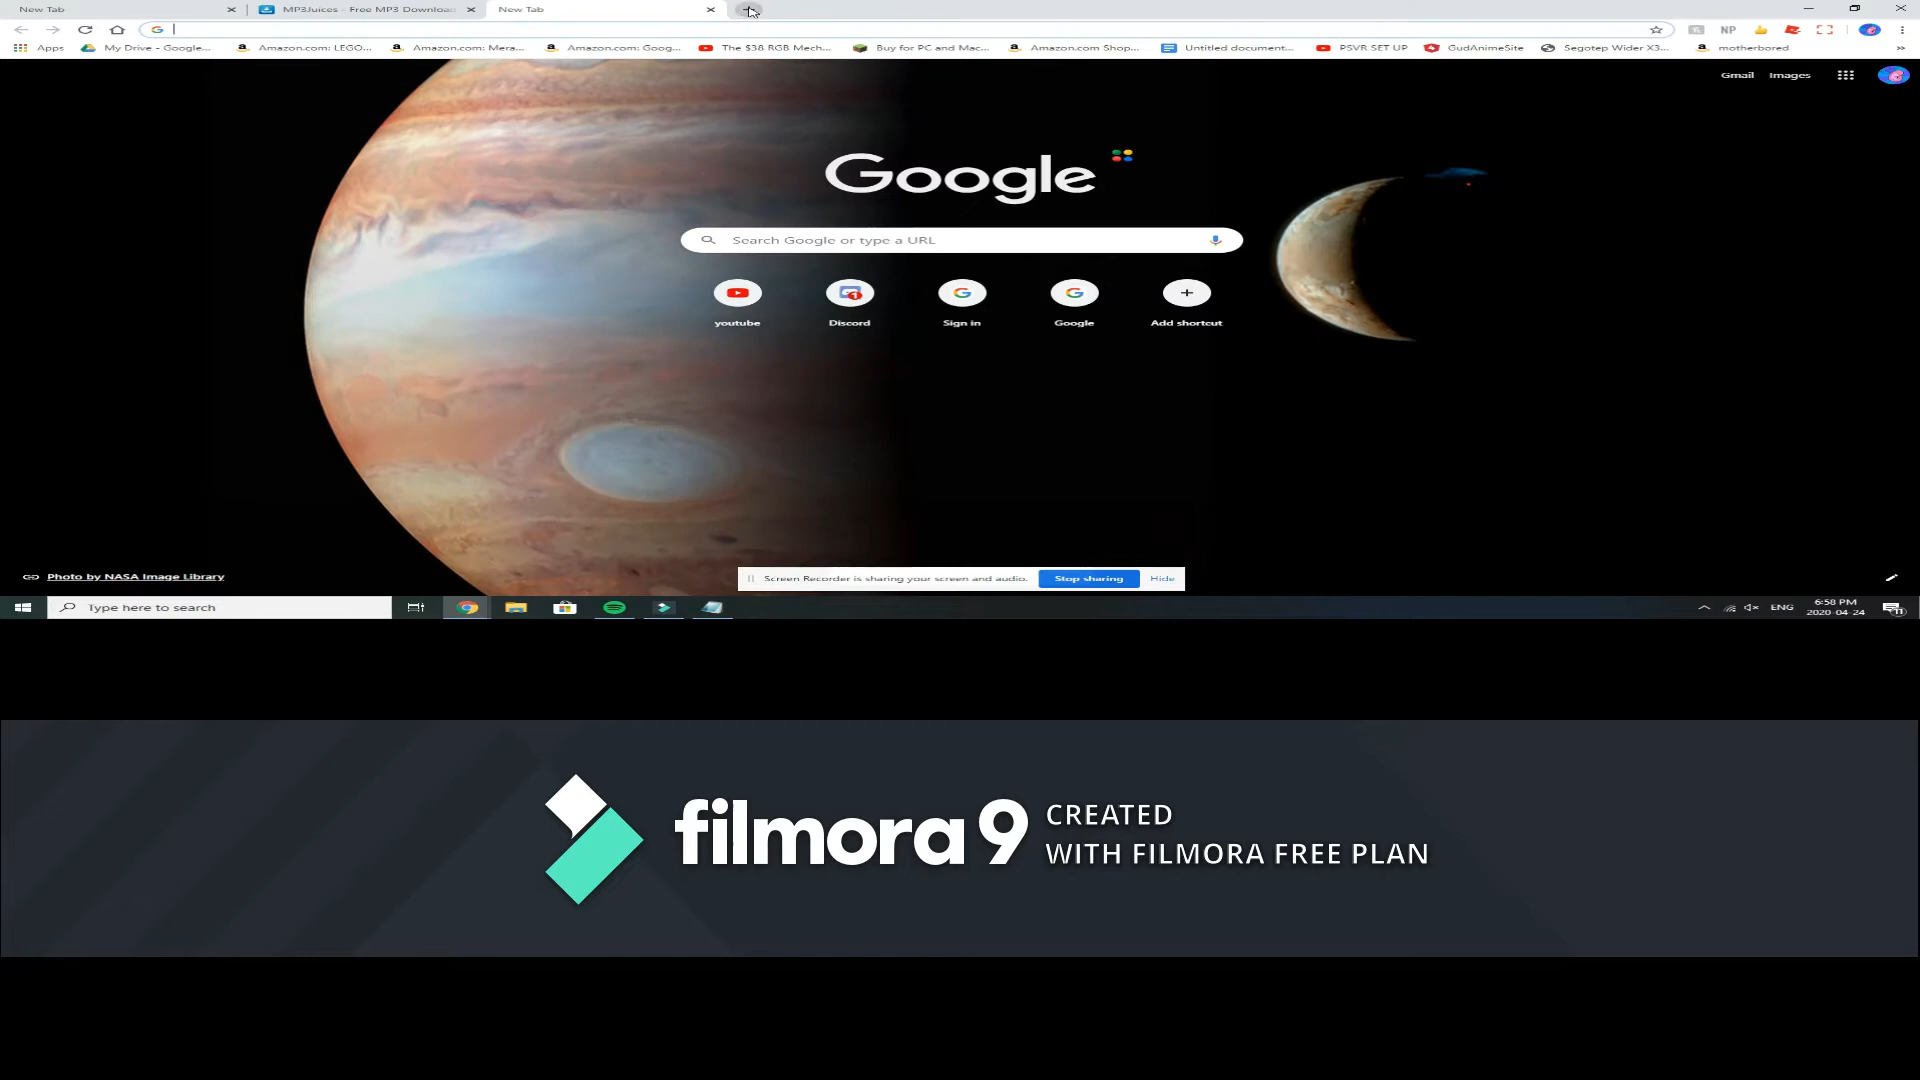 New Tab
MP3Juices - Free MP3 Downloa
New Tab
Apps
My Drive - Google...
Amazon.com: LEGO...
Amazon.com: Mera...
Amazon.com: Goog...
The $38 RGB Mech...
Buy for PC and Mac...
Amazon.com Shop...
Untitled document...
PSVR SET UP
GudAnimeSite
Segotep Wider X3...
motherbored
NP
Gmail
Images
Google
Search Google or type a URL
youtube
Discord
Sign in
Google
Add shortcut
Photo by NASA Image Library
Screen Recorder is sharing your screen and audio.
Stop sharing
Hide
Type here to search
ENG
6:58 PM
2020-04-24
11
filmora 9
CREATED
WITH FILMORA FREE PLAN